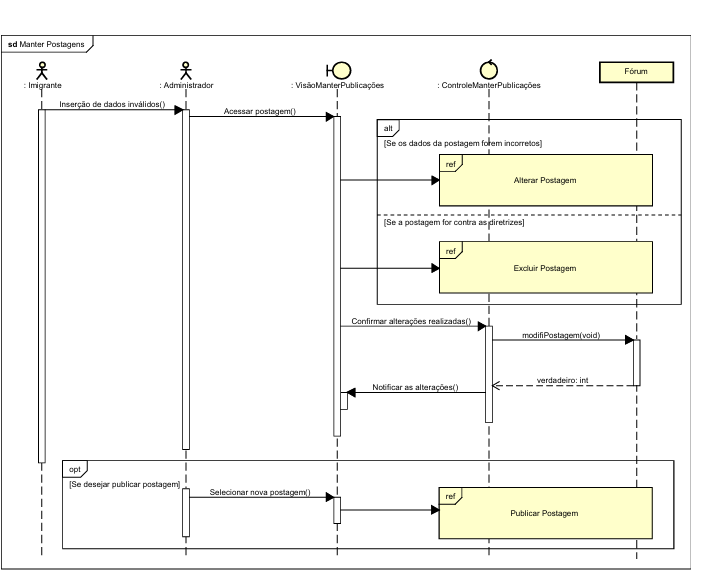 sd Manter Postagens
: Imigrante
: Administrador
: VisãoManterPublicações
: ControleManterPublicações
Fórum
Inserção de dados inválidos()
Acessar postagem()
alt
[Se os dados da postagem forem incorretos]
ref
Alterar Postagem
[Se a postagem for contra as diretrizes]
ref
Excluir Postagem
Confirmar alterações realizadas()
modifiPostagem(void)
verdadeiro: int
Notificar as alterações()
opt
[Se desejar publicar postagem]
Selecionar nova postagem()
ref
Publicar Postagem